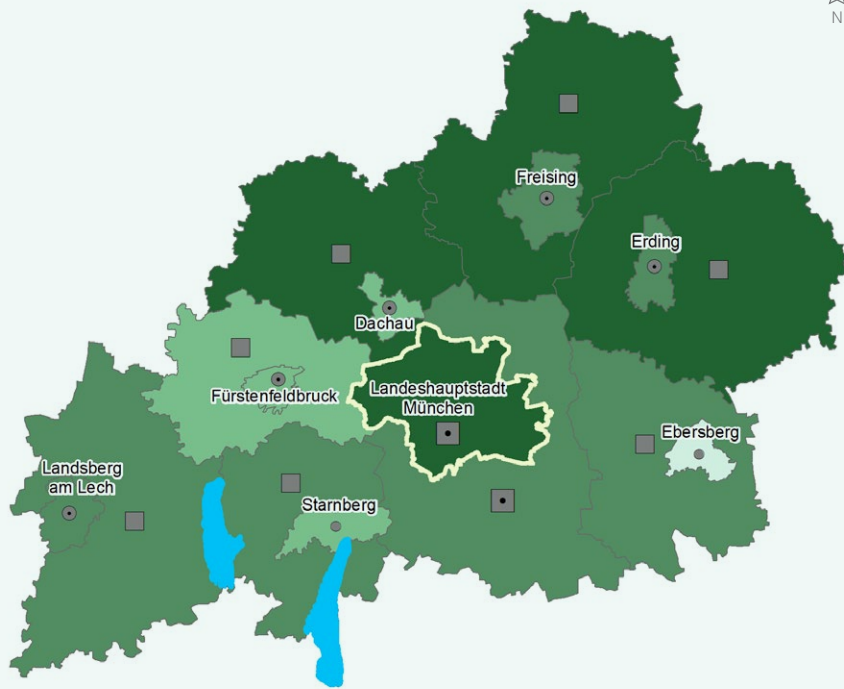 N
Freising
Erding
Dachau
Landeshauptstadt
München
Fürstenfeldbruck
Ebersberg
Landsberg
am Lech
Starnberg